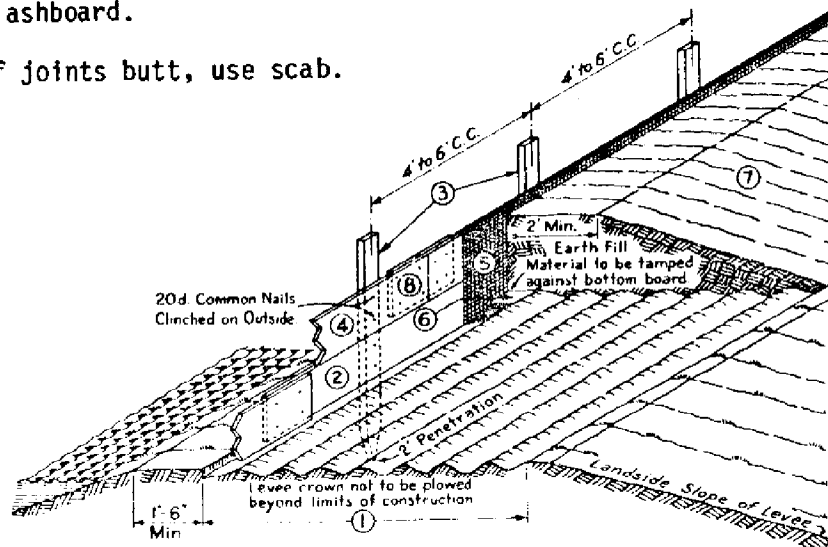 ashboard.
joints butt, use scab.
4' to 6' C.C.
4' to 6' C.C.
3
7
2' Min.
Earth Fill
Material to be tamped
against bottom board
5
8
20d. Common Nails
Clinched on Outside
4
6
2
2' Penetration
Levee crown not to be plowed
beyond limits of construction
Landside Slope of Levee
1'-6"
Min
1